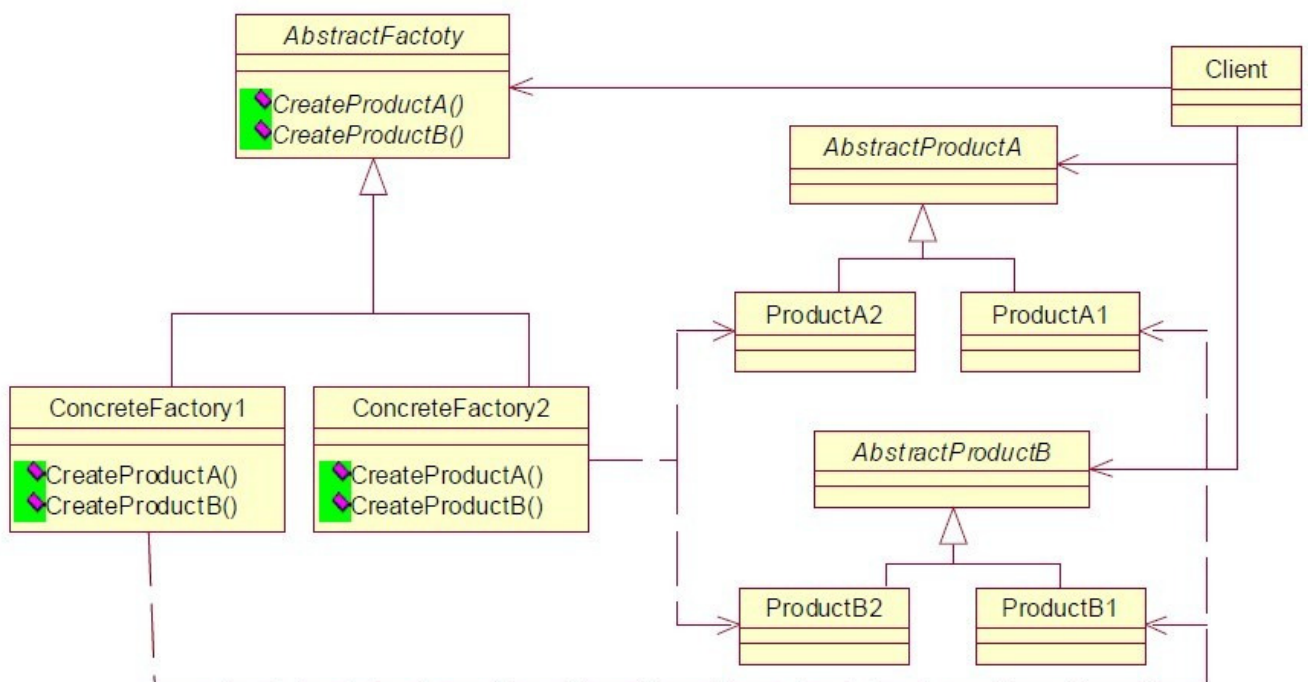 AbstractFactoty
CreateProductA()
CreateProductB()
Client
AbstractProductA
ProductA2
ProductA1
ConcreteFactory1
CreateProductA()
CreateProductB()
ConcreteFactory2
CreateProductA()
CreateProductB()
AbstractProductB
ProductB2
ProductB1